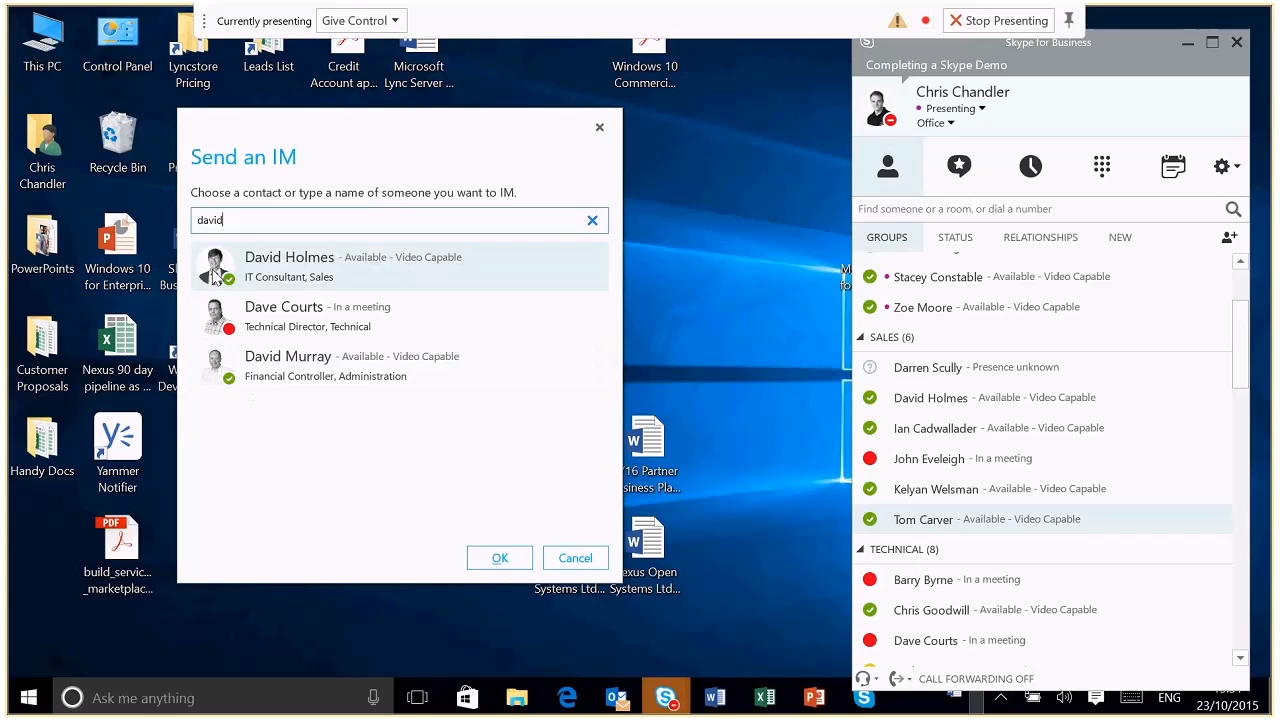 Currently presenting Give Control Stop Presenting
This PC
Control Panel
Lyncstore
Pricing
Leads List
Credit
Account ap...
Microsoft
Lync Server ...
Windows 10
Commerci...
Chris
Chandler
Recycle Bin
PowerPoints
Windows 10
for Enterpri...
Customer
Proposals
Nexus 90 day
pipeline as ...
Handy Docs
Yammer
Notifier
PDF
build_servic...
_marketplac...
Send an IM
Choose a contact or type a name of someone you want to IM.
david
David Holmes - Available - Video Capable
IT Consultant, Sales
Dave Courts - In a meeting
Technical Director, Technical
David Murray - Available - Video Capable
Financial Controller, Administration
OK Cancel
Systems Ltd...
Systems Ltd...
Skype for Business
Completing a Skype Demo
Chris Chandler
Presenting
Office
Find someone or a room, or dial a number
GROUPS STATUS RELATIONSHIPS NEW
Stacey Constable - Available - Video Capable
Zoe Moore - Available - Video Capable
SALES (6)
Darren Scully - Presence unknown
David Holmes - Available - Video Capable
Ian Cadwallader - Available - Video Capable
John Eveleigh - In a meeting
Kelyan Welsman - Available - Video Capable
Tom Carver - Available - Video Capable
TECHNICAL (8)
Barry Byrne - In a meeting
Chris Goodwill - Available - Video Capable
Dave Courts - In a meeting
CALL FORWARDING OFF
Ask me anything
ENG
23/10/2015